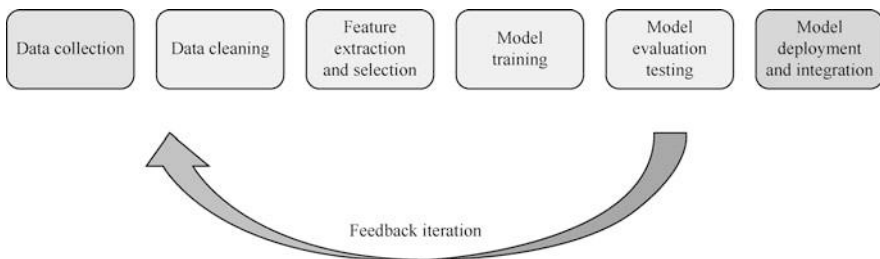 Data collection
Data cleaning
Feature
extraction
and selection
Model
training
Model
evaluation
testing
Model
deployment
and integration
Feedback iteration